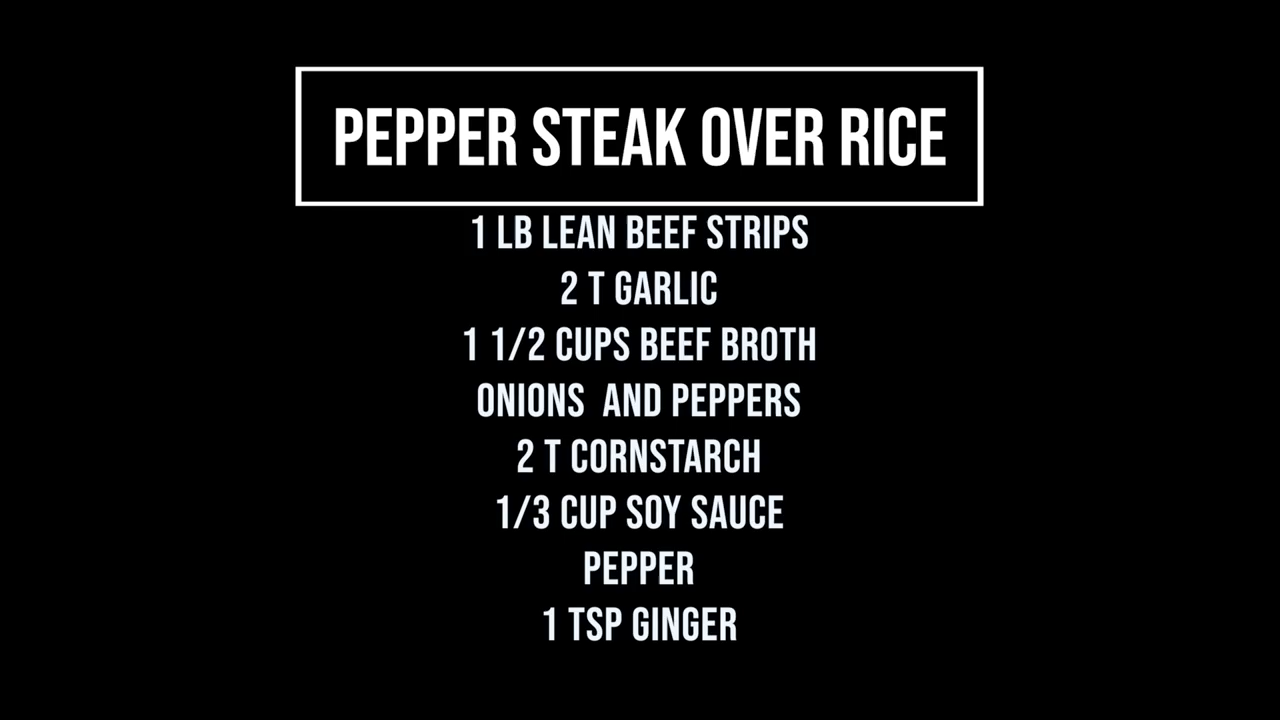 PEPPER STEAK OVER RICE
1 LB LEAN BEEF STRIPS
2 T GARLIC
1 1/2 CUPS BEEF BROTH
ONIONS  AND PEPPERS
2 T CORNSTARCH
1/3 CUP SOY SAUCE
PEPPER
1 TSP GINGER